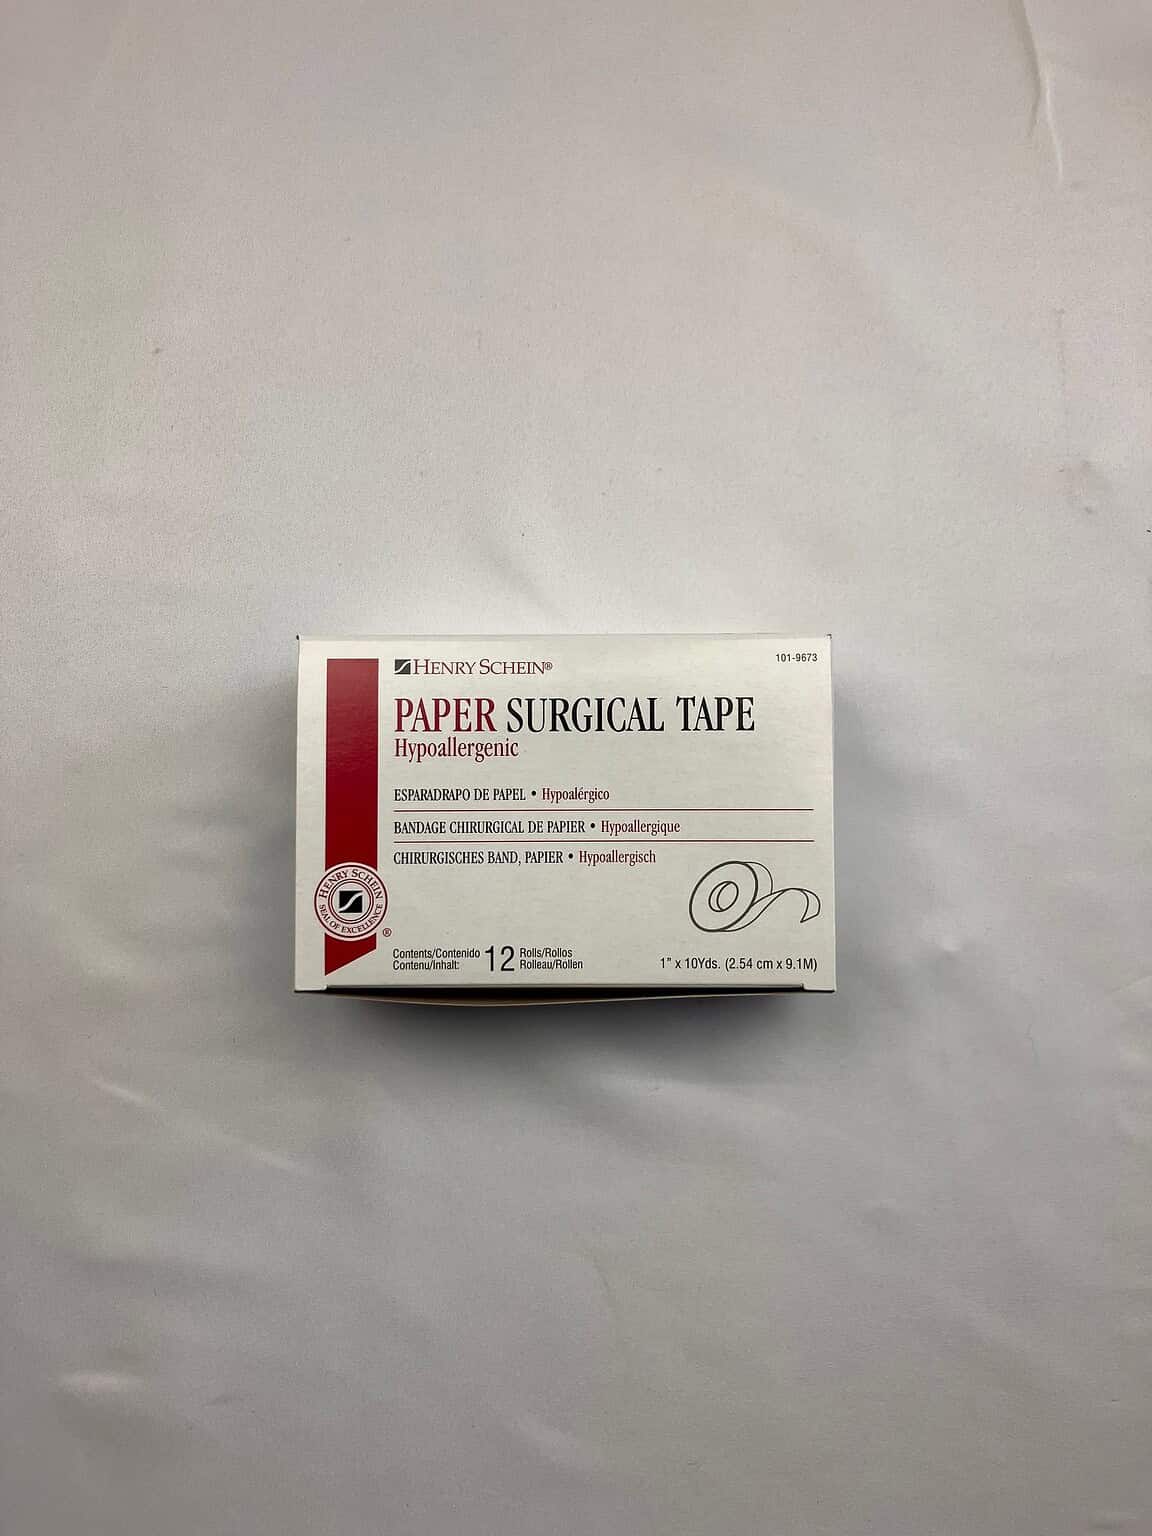 HENRY SCHEIN®
101-9673
PAPER SURGICAL TAPE
Hypoallergenic
ESPARADRAPO DE PAPEL • Hypoalérgico
BANDAGE CHIRURGICAL DE PAPIER • Hypoallergique
CHIRURGISCHES BAND, PAPIER • Hypoallergisch
HENRY SCHEIN
SEAL OF EXCELLENCE
®
Contents/Contenido 12 Rolls/Rollos
Contenu/Inhalt: Rolleau/Rollen
1" x 10Yds. (2.54 cm x 9.1M)